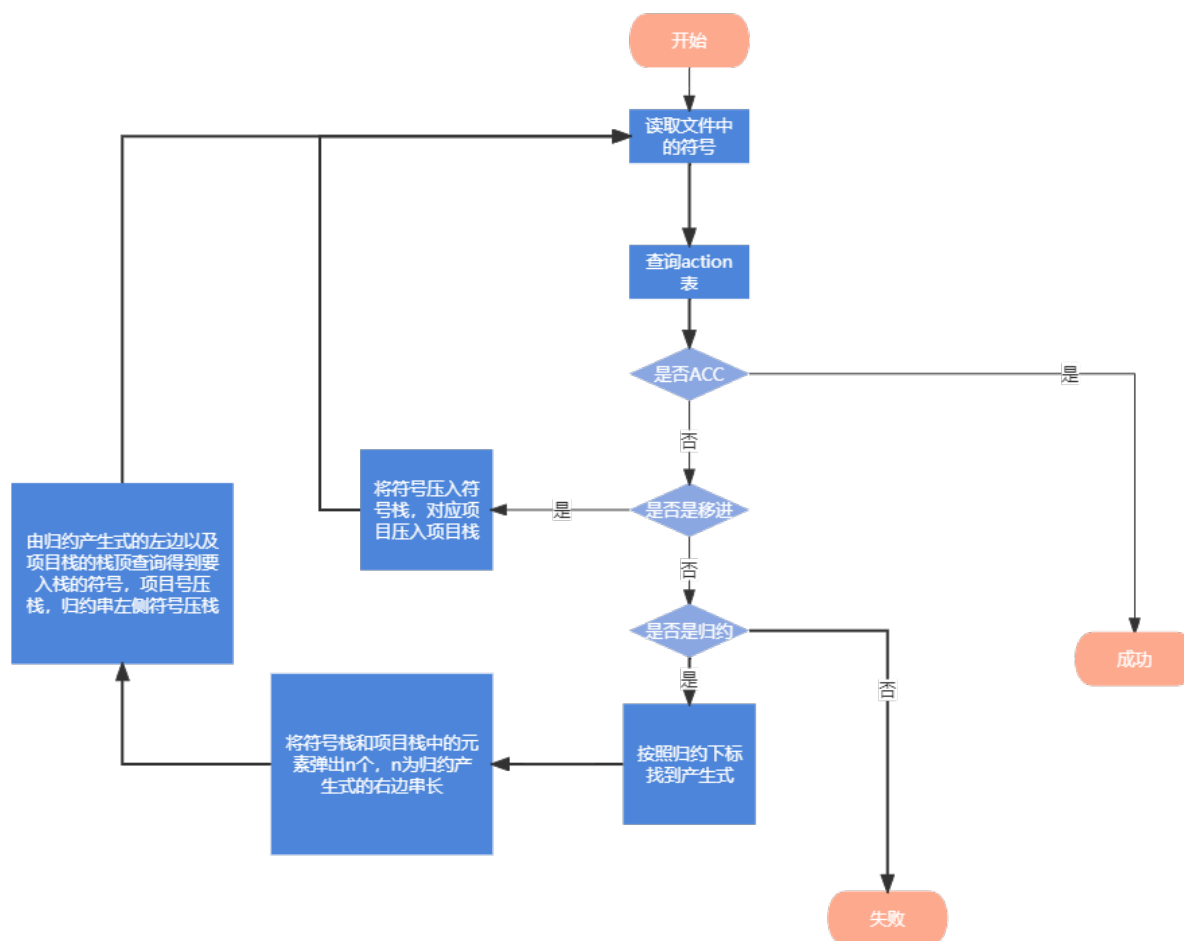 开始
读取文件中
的符号
查询action
表
是否ACC
是
否
将符号压入符
号栈，对应项
目压入项目栈
是
是否是移进
否
由归约产生式的左边以及
项目栈的栈顶查询得到要
入栈的符号，项目号压
栈，归约串左侧符号压栈
是否是归约
成功
是
否
将符号栈和项目栈中的元
素弹出n个，n为归约产
生式的右边串长
按照归约下标
找到产生式
失败